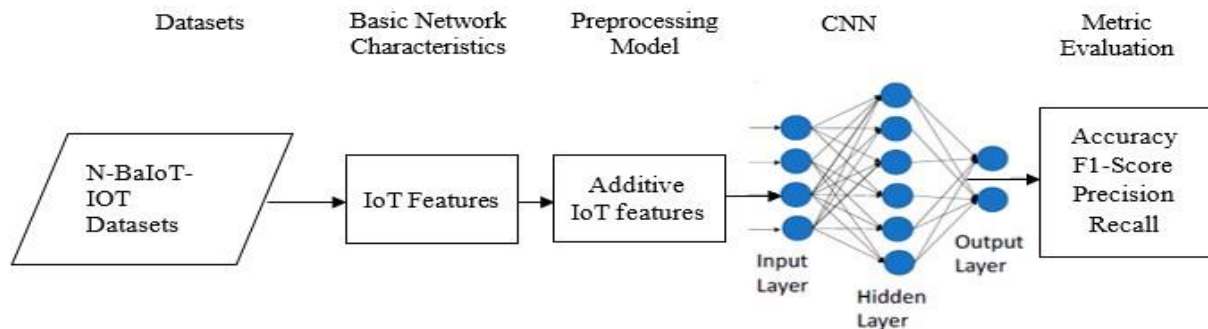 Datasets
Basic Network
Characteristics
Preprocessing
Model
CNN
Metric
Evaluation
N-BaIoT-
IOT
Datasets
IoT Features
Additive
IoT features
Input
Layer
Hidden
Layer
Output
Layer
Accuracy
F1-Score
Precision
Recall